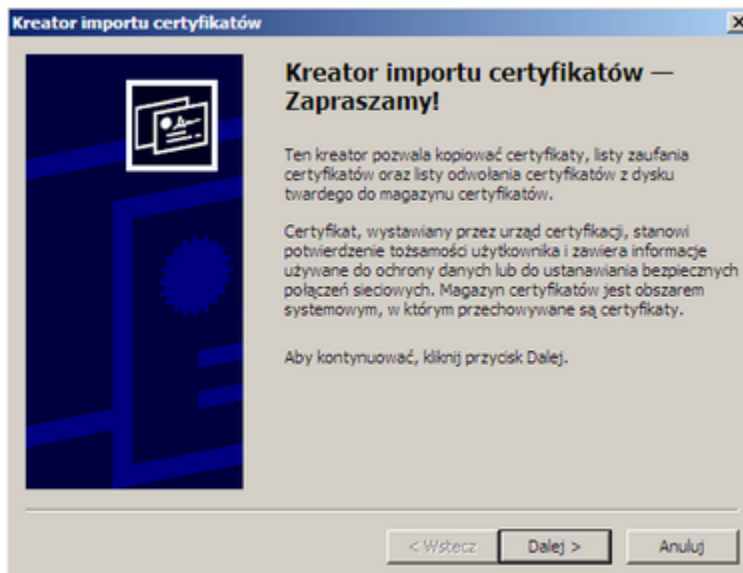 Kreator importu certyfikatów
Kreator importu certyfikatów —
Zapraszamy!
Ten kreator pozwala kopiować certyfikaty, listy zaufania
certyfikatów oraz listy odwołania certyfikatów z dysku
twardego do magazynu certyfikatów.
Certyfikat, wystawiany przez urząd certyfikacji, stanowi
potwierdzenie tożsamości użytkownika i zawiera informacje
używane do ochrony danych lub do ustanawiania bezpiecznych
połączeń sieciowych. Magazyn certyfikatów jest obszarem
systemowym, w którym przechowywane są certyfikaty.
Aby kontynuować, kliknij przycisk Dalej.
< Wstecz Dalej > Anuluj